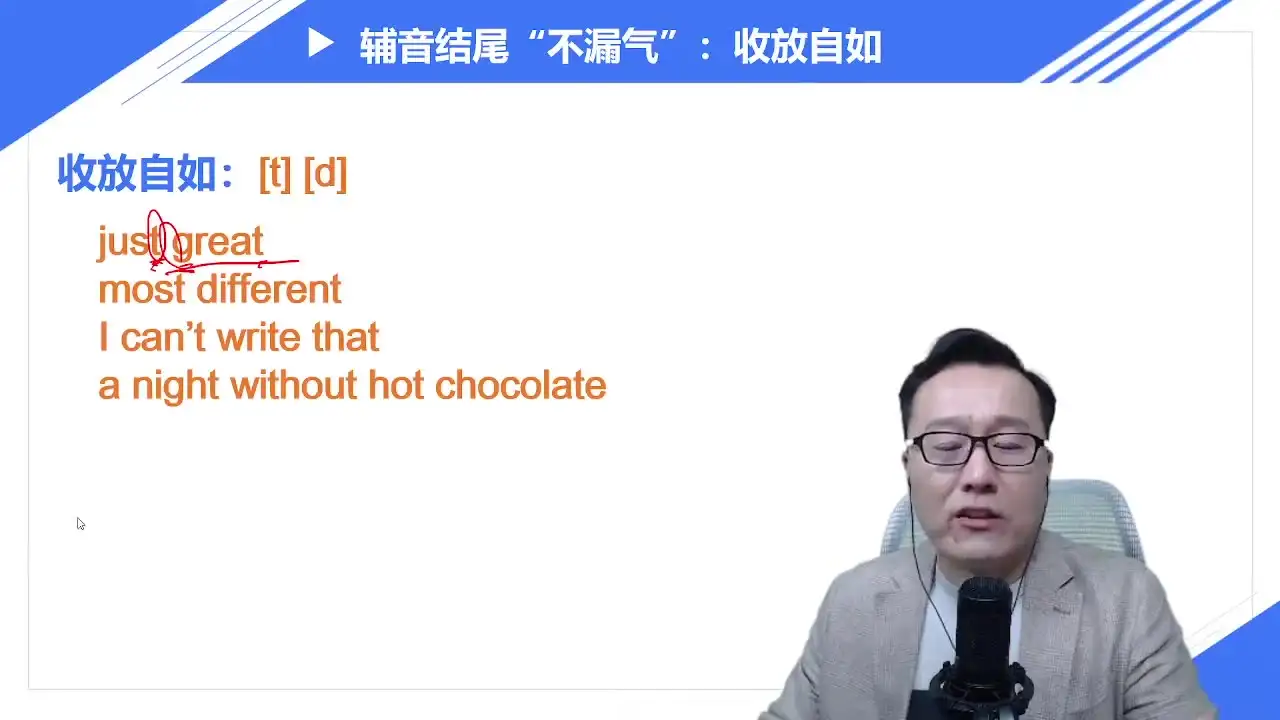 辅音结尾“不漏气”：收放自如
收放自如：[t] [d]
just great
most different
I can’t write that
a night without hot chocolate